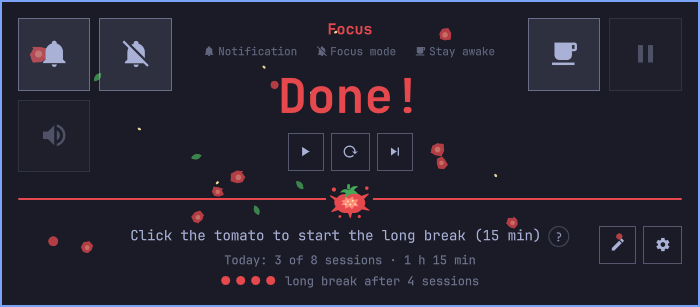 Focus
Notification Focus mode Stay awake
Done!
Click the tomato to start the long break (15 min) ?
Today: 3 of 8 sessions · 1 h 15 min
long break after 4 sessions